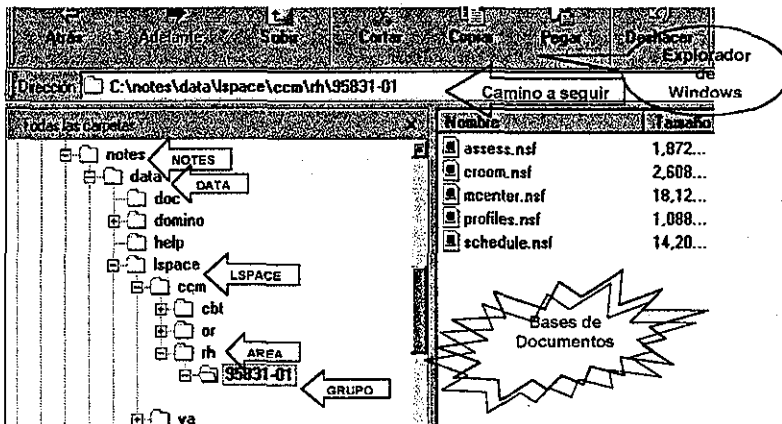 Atrás Adelante Subir Cortar Copiar Pegar Deshacer
Explorador
de
Windows
Dirección C:\notes\data\lspace\ccm\rh\95831-01
Camino a seguir
Todas las carpetas
Nombre Tamaño
notes NOTES
data DATA
doc
domino
help
lspace LSPACE
ccm
cbt
or
rh AREA
95831-01 GRUPO
va
assess.nsf 1,872...
croom.nsf 2,608...
mcenter.nsf 18,12...
profiles.nsf 1,088...
schedule.nsf 14,20...
Bases de
Documentos